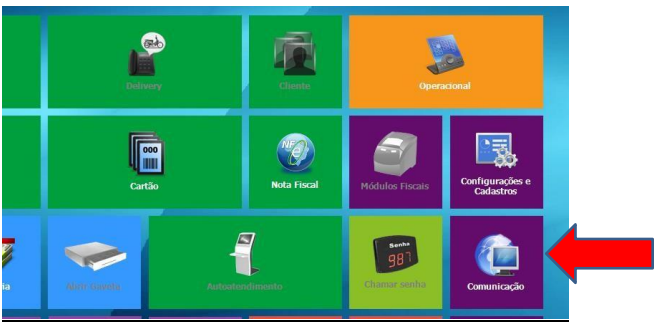 Delivery
Cliente
Operacional
000
Cartão
NF-e
Nota Fiscal
Módulos Fiscais
Configurações e
Cadastros
ia
Abrir Gaveta
Autoatendimento
Senha
987
Chamar senha
Comunicação